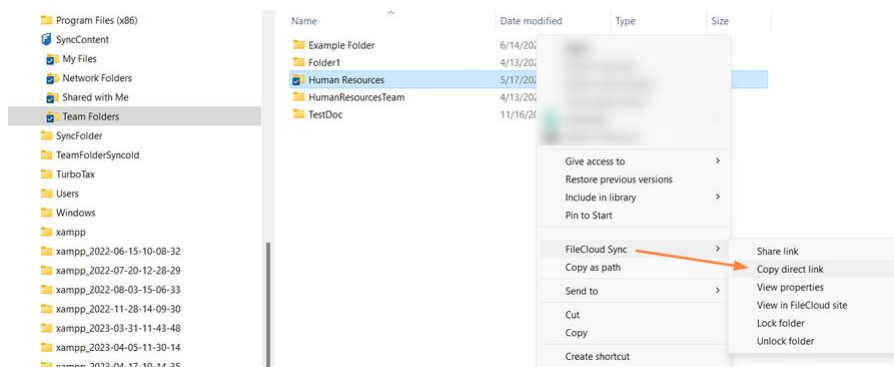 Program Files (x86)
SyncContent
My Files
Network Folders
Shared with Me
Team Folders
SyncFolder
TeamFolderSyncold
TurboTax
Users
Windows
xampp
xampp_2022-06-15-10-08-32
xampp_2022-07-20-12-28-29
xampp_2022-08-03-15-06-33
xampp_2022-11-28-14-09-30
xampp_2023-03-31-11-43-48
xampp_2023-04-05-11-30-14
xampp_2023-04-17-10-14-35
Name Date modified Type Size
Example Folder 6/14/202
Folder1 4/13/202
Human Resources 5/17/202
HumanResourcesTeam 4/13/202
TestDoc 11/16/20
Give access to
Restore previous versions
Include in library
Pin to Start
FileCloud Sync
Copy as path
Send to
Cut
Copy
Create shortcut
Share link
Copy direct link
View properties
View in FileCloud site
Lock folder
Unlock folder